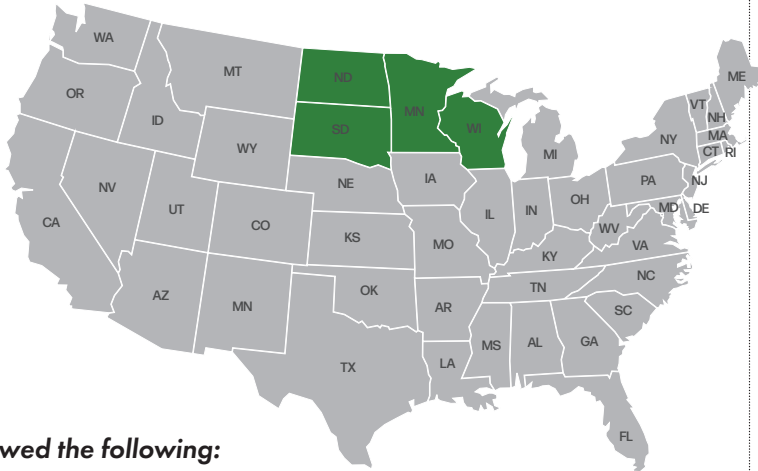 WA
MT
ND
MN
ME
OR
ID
SD
WI
VT
NH
WY
NY
MA
MI
CT
RI
NV
NE
IA
PA
NJ
UT
CO
IL
IN
OH
MD
DE
CA
KS
MO
WV
VA
KY
NC
AZ
MN
OK
AR
TN
SC
TX
LA
MS
AL
GA
FL
wed the following: